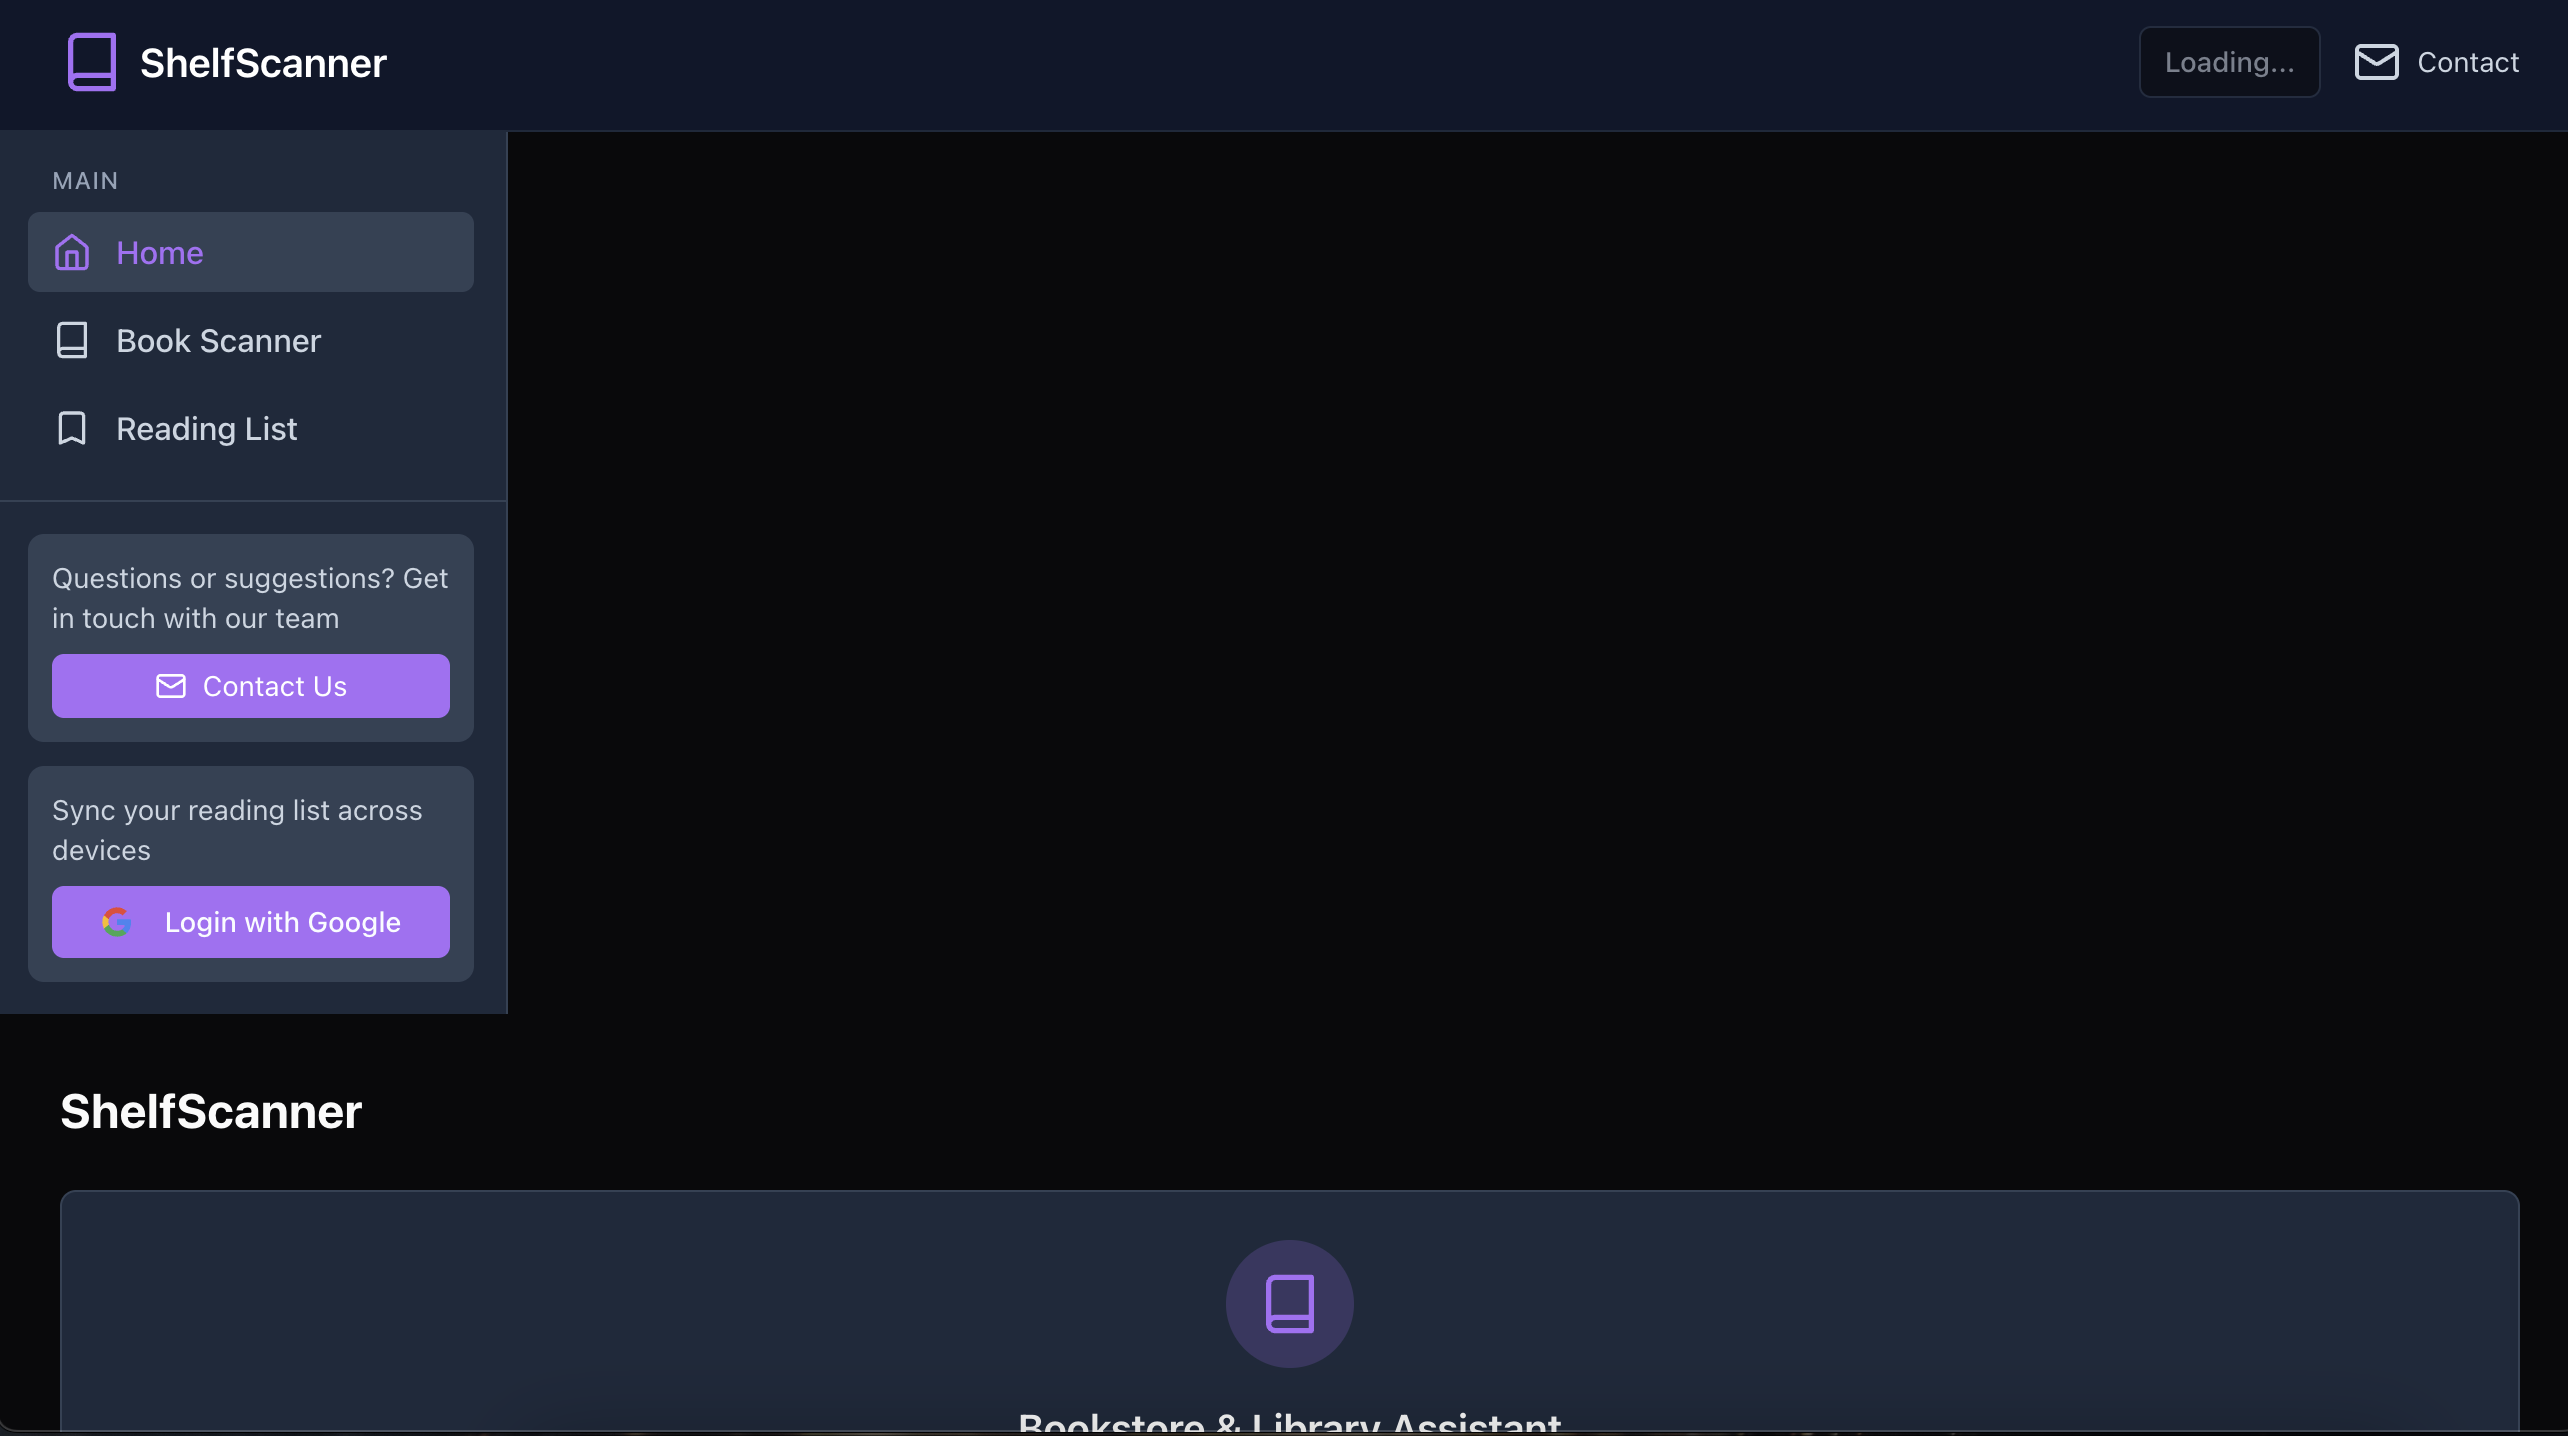 ShelfScanner
Loading...
Contact
MAIN
Home
Book Scanner
Reading List
Questions or suggestions? Get
in touch with our team
Contact Us
Sync your reading list across
devices
Login with Google
ShelfScanner
Bookstore & Library Assistant